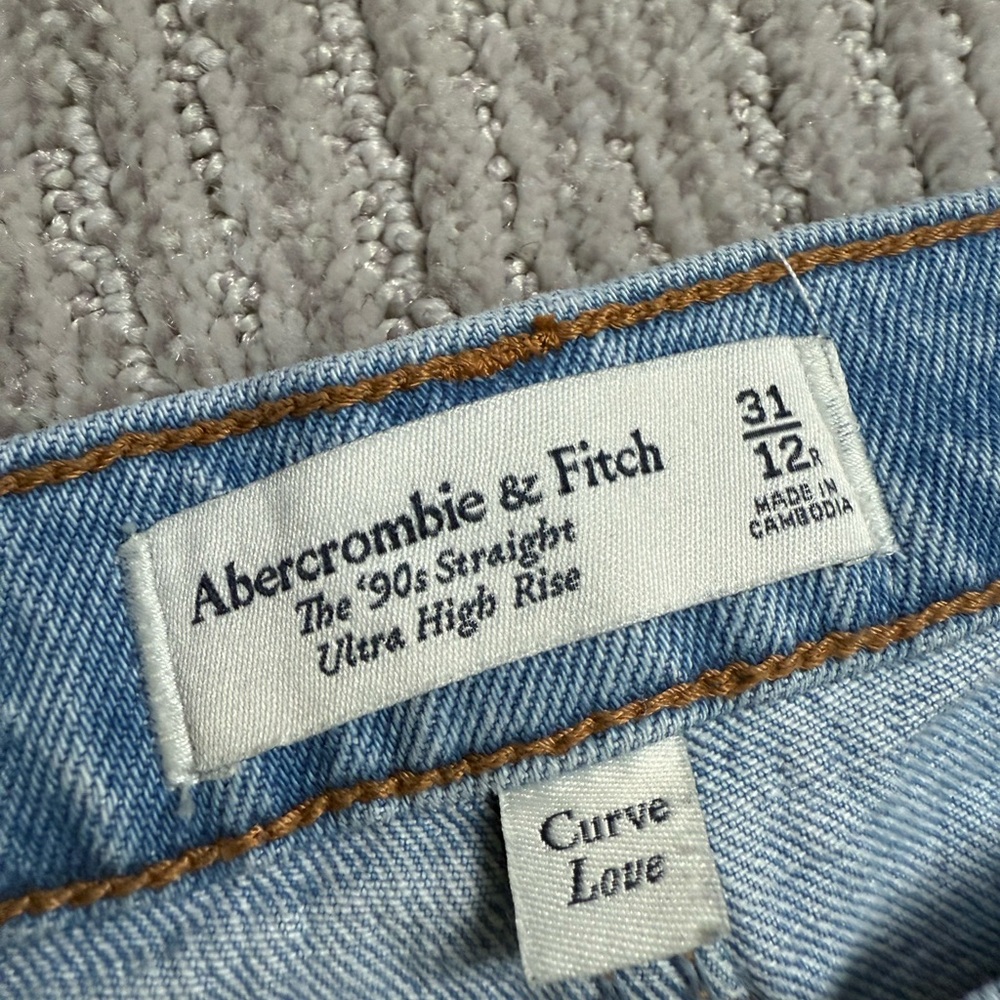 Abercrombie & Fitch
The '90s Straight
Ultra High Rise
31
12R
MADE IN
CAMBODIA
Curve
Love